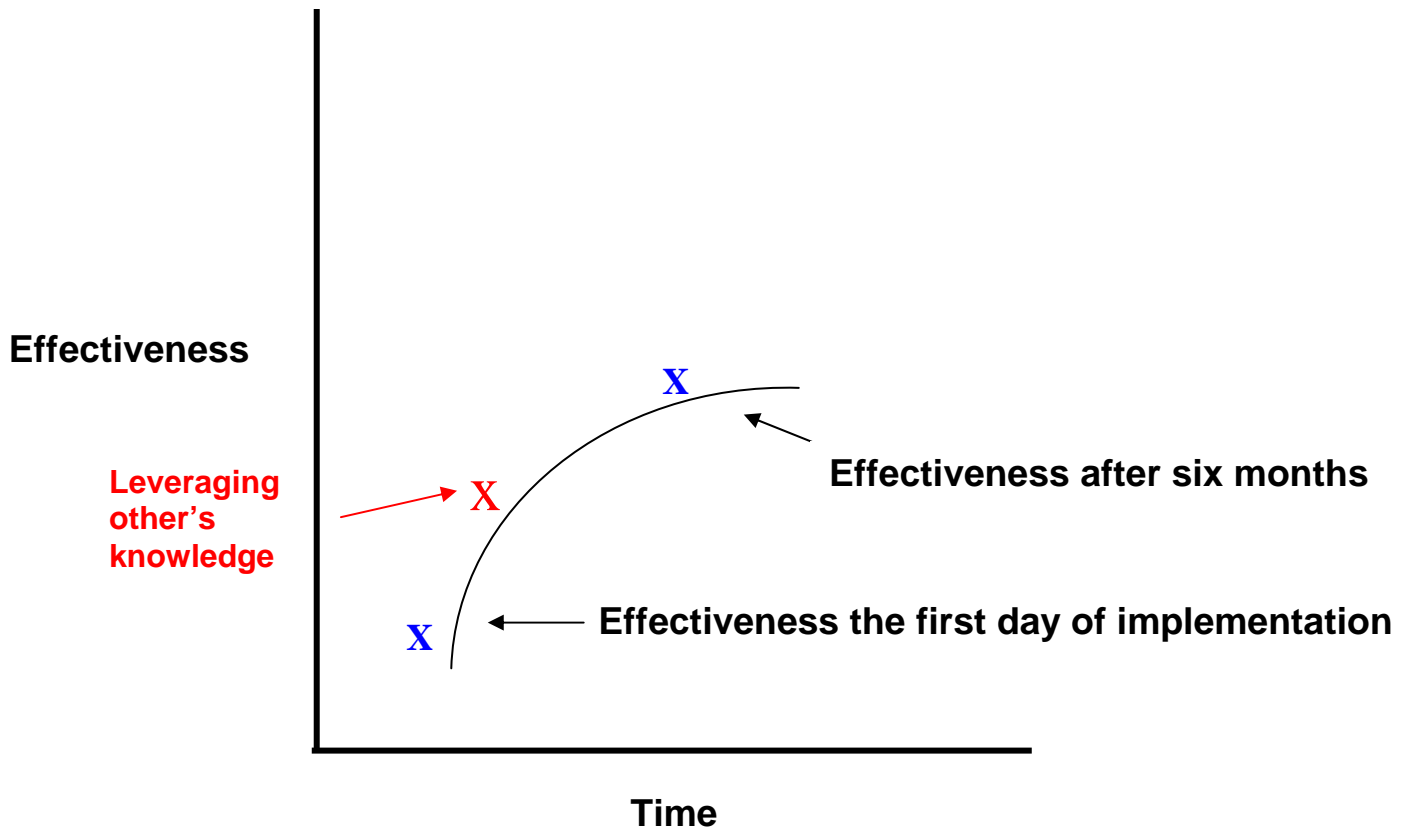 Effectiveness
X
Leveraging
other's
knowledge
X
Effectiveness after six months
X
Effectiveness the first day of implementation
Time